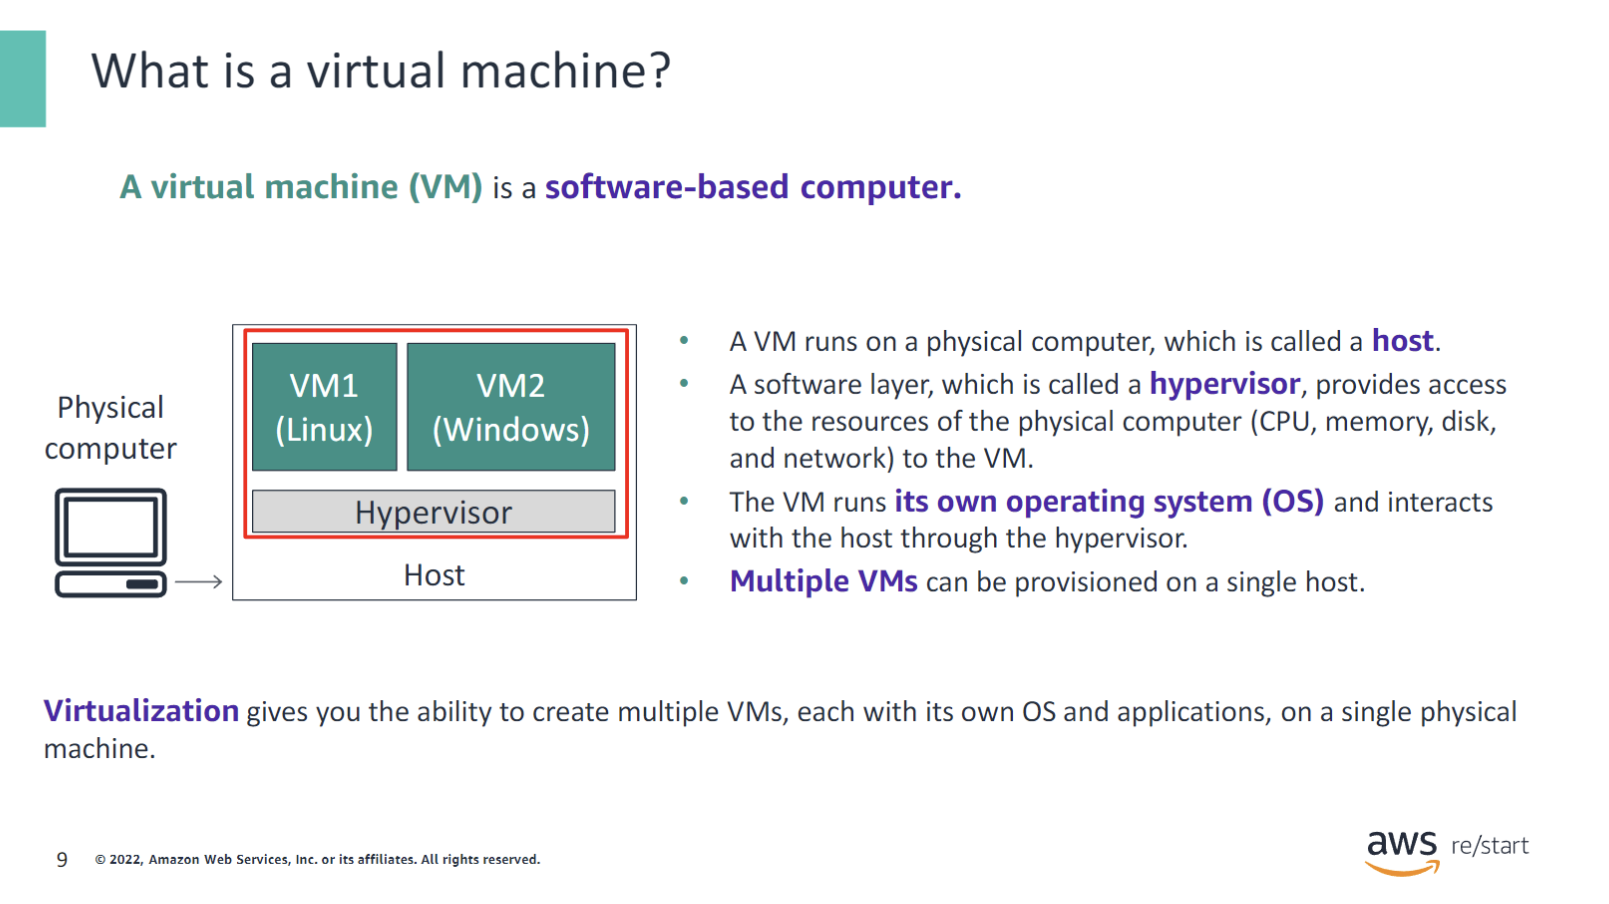 What is a virtual machine?
A virtual machine (VM) is a software-based computer.
Physical
computer
VM1
(Linux)
VM2
(Windows)
Hypervisor
Host
• A VM runs on a physical computer, which is called a host.
• A software layer, which is called a hypervisor, provides access
to the resources of the physical computer (CPU, memory, disk,
and network) to the VM.
• The VM runs its own operating system (OS) and interacts
with the host through the hypervisor.
• Multiple VMs can be provisioned on a single host.
Virtualization gives you the ability to create multiple VMs, each with its own OS and applications, on a single physical
machine.
9 © 2022, Amazon Web Services, Inc. or its affiliates. All rights reserved.
aws re/start